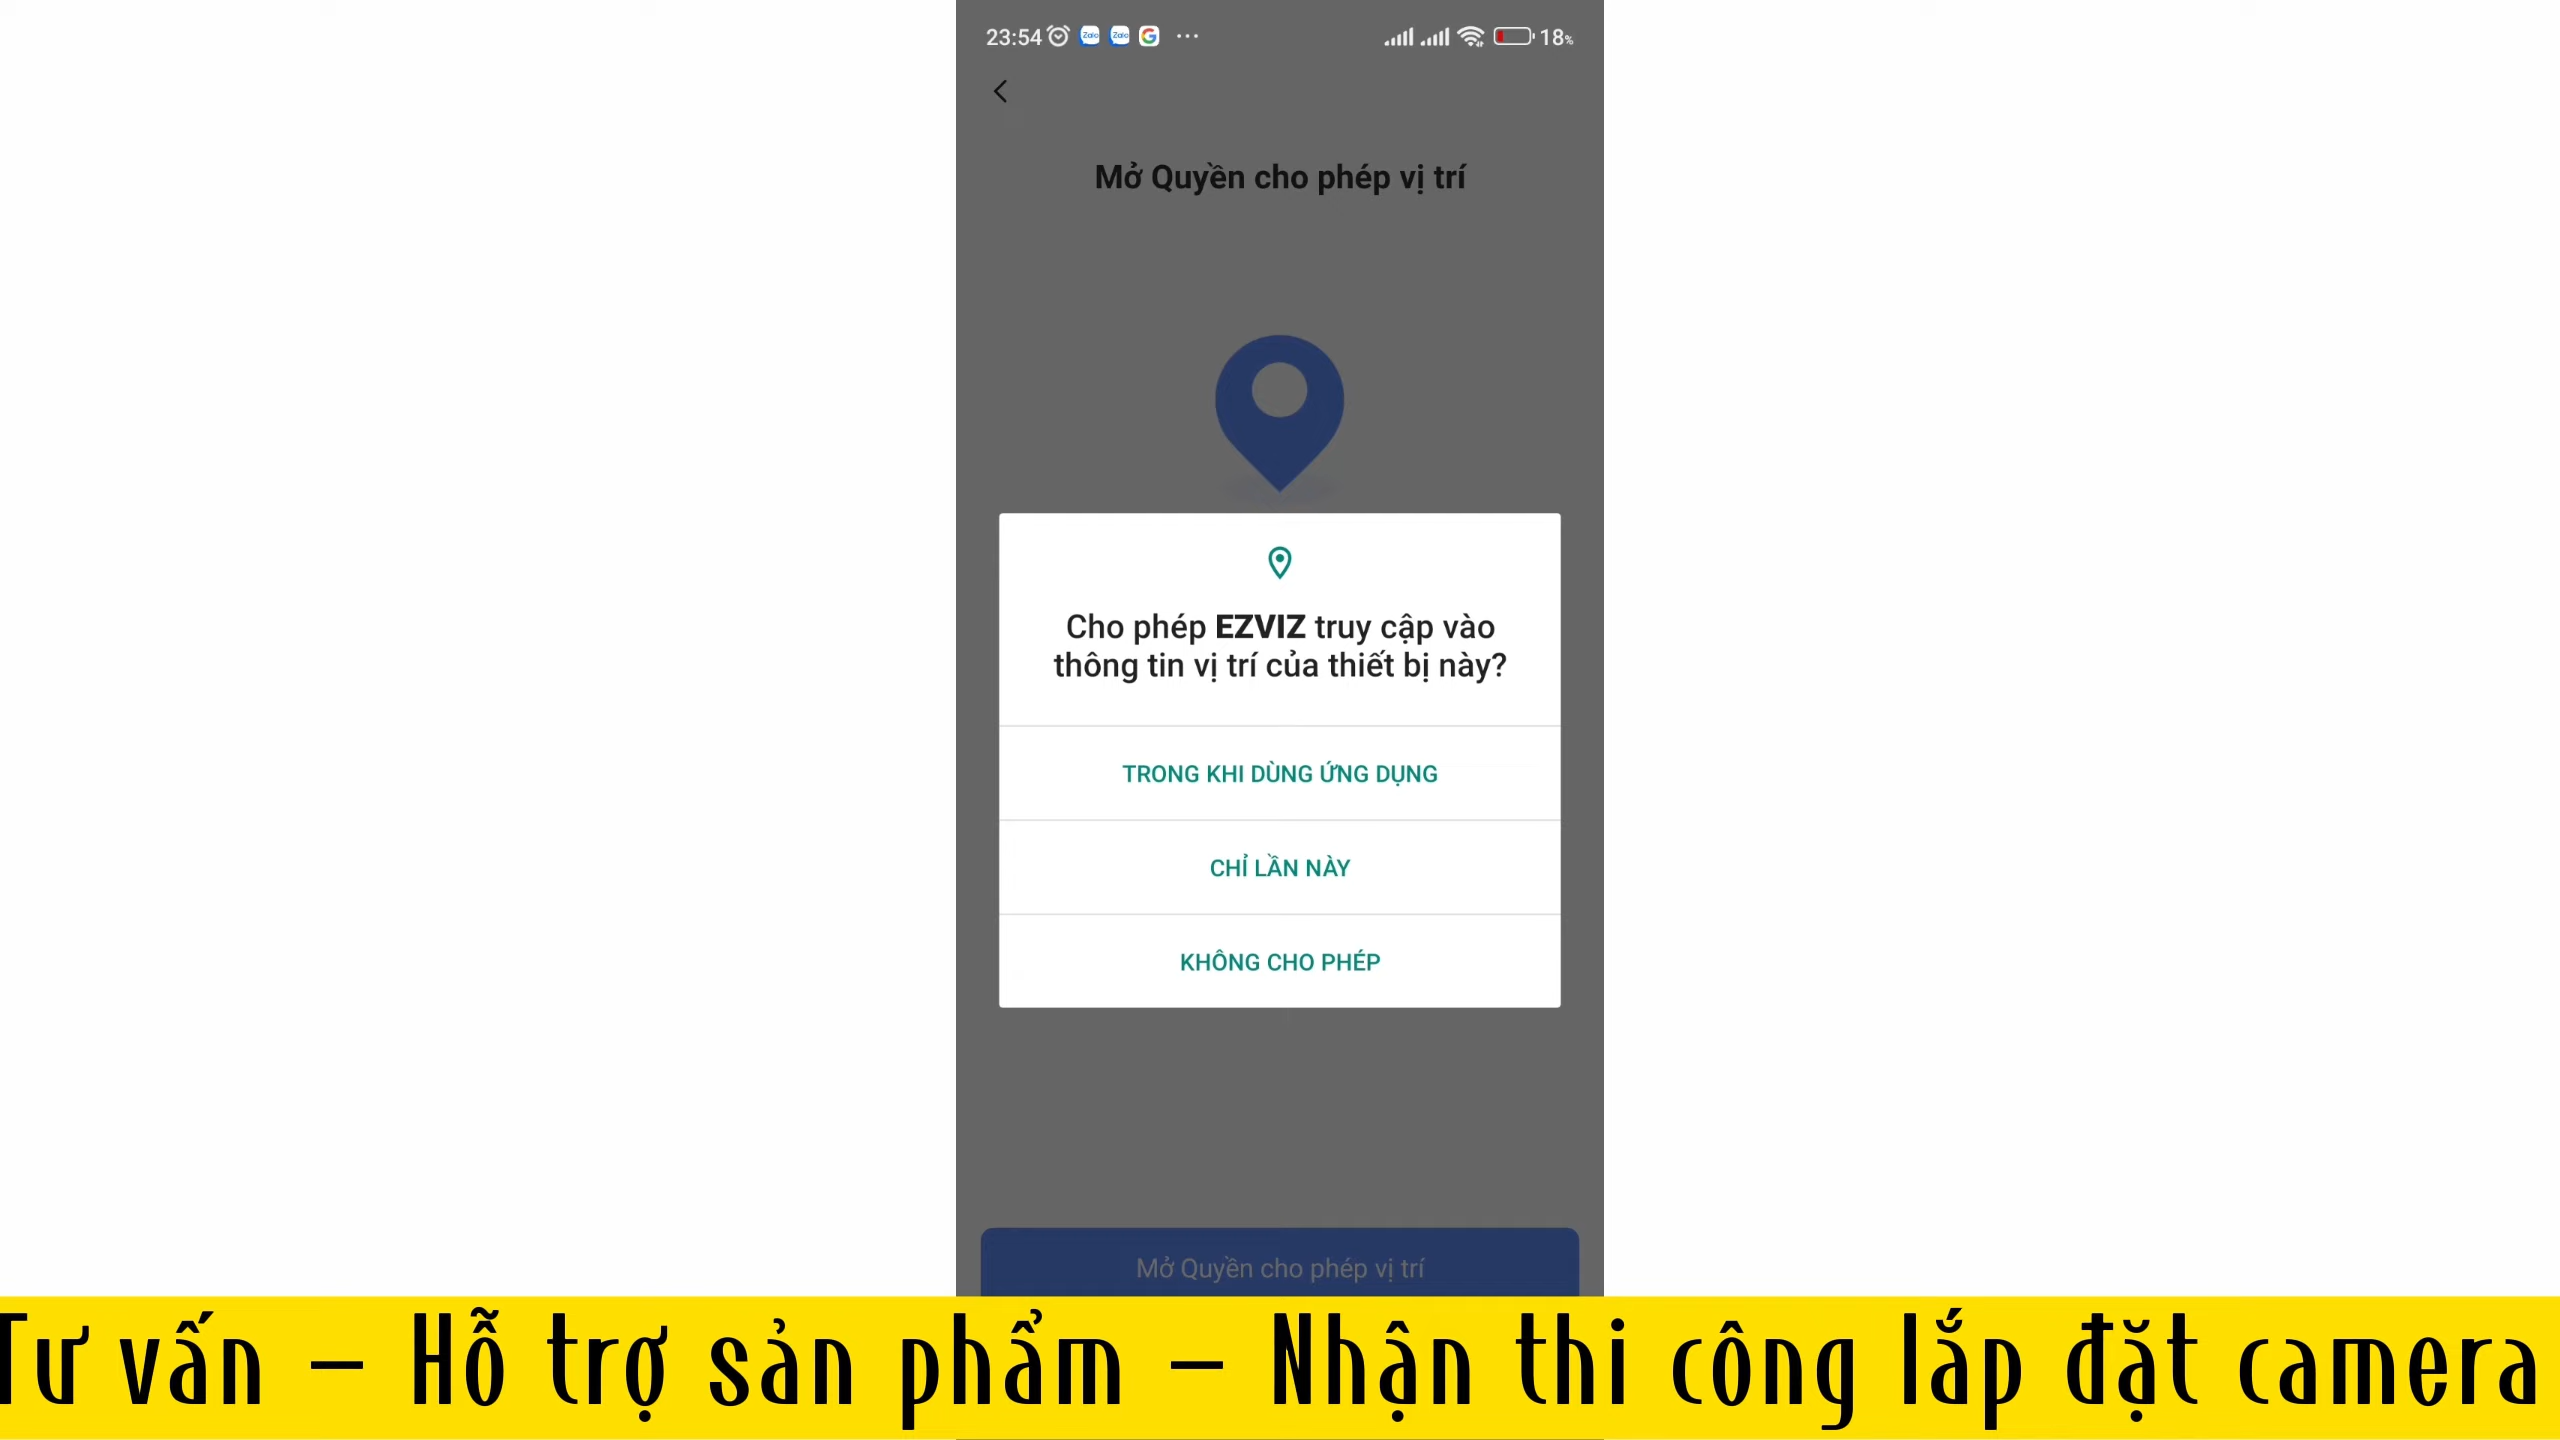 23:54
18%
Mở Quyền cho phép vị trí
Cho phép EZVIZ truy cập vào
thông tin vị trí của thiết bị này?
TRONG KHI DÙNG ỨNG DỤNG
CHỈ LẦN NÀY
KHÔNG CHO PHÉP
Mở Quyền cho phép vị trí
Tư vấn – Hỗ trợ sản phẩm – Nhận thi công lắp đặt camera